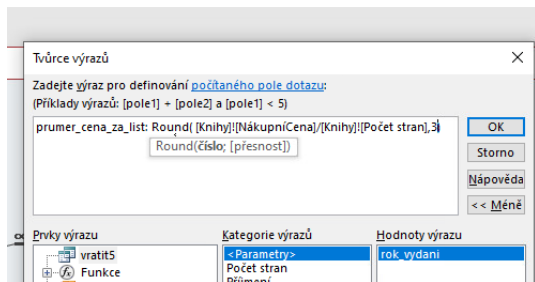 Tvůrce výrazů
Zadejte výraz pro definování počítaného pole dotazu:
(Příklady výrazů: [pole1] + [pole2] a [pole1] < 5)
prumer_cena_za_list: Round( [Knihy]![NákupníCena]/[Knihy]![Počet stran],3)
Round(číslo; [přesnost])
OK
Storno
Nápověda
<< Méně
Prvky výrazu
Kategorie výrazů
Hodnoty výrazu
vratit5
<Parametry>
rok_vydani
Funkce
Počet stran
Příjmení